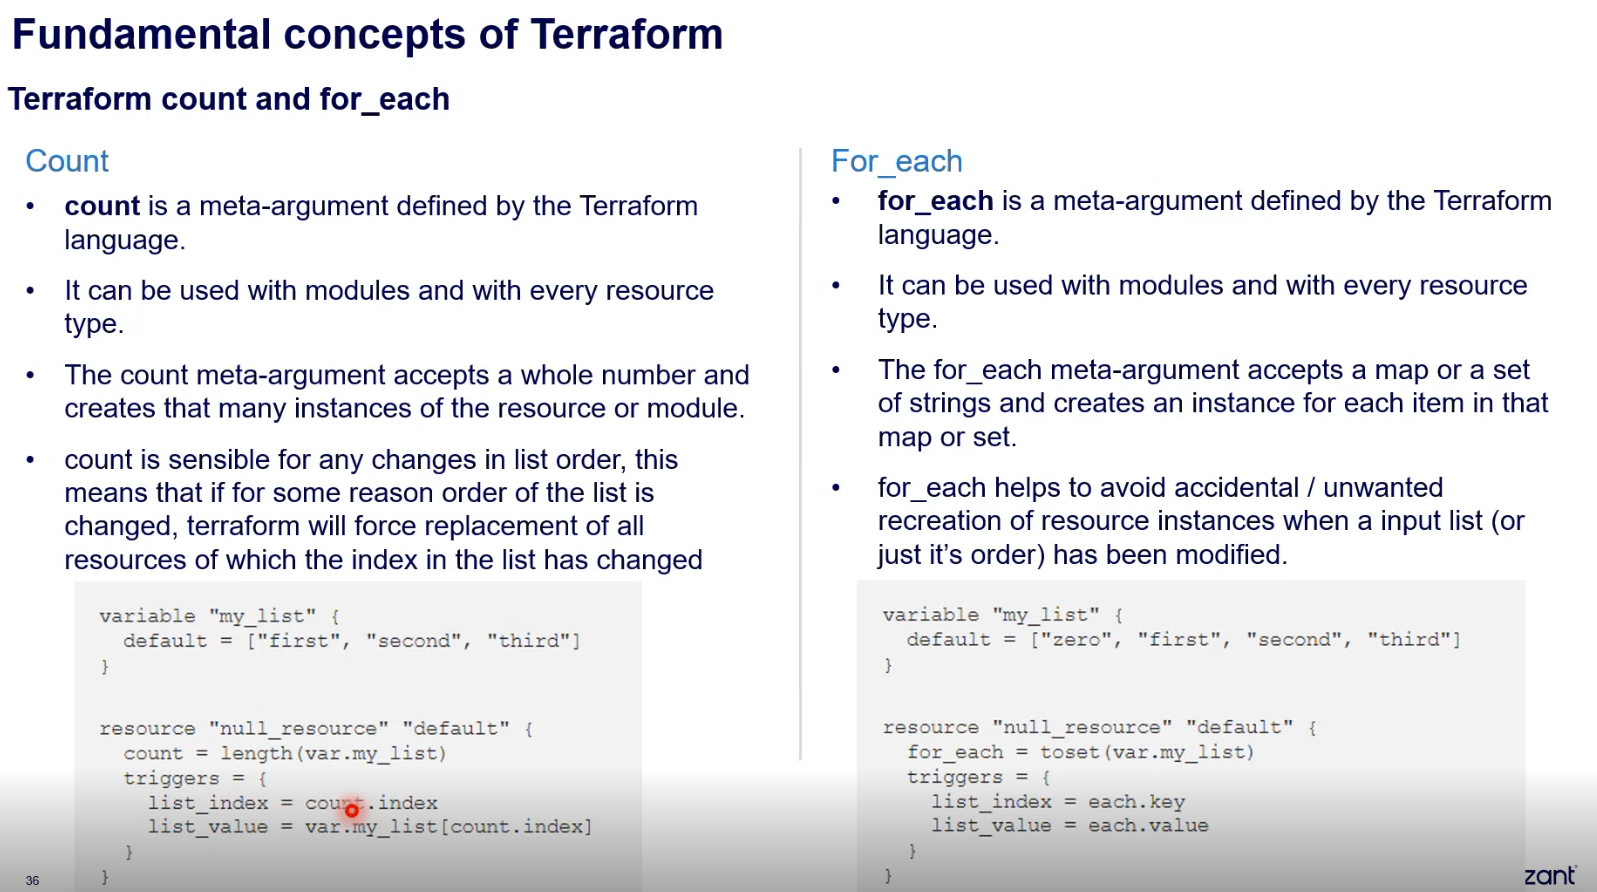 Fundamental concepts of Terraform
Terraform count and for_each
Count
• count is a meta-argument defined by the Terraform
language.
• It can be used with modules and with every resource
type.
• The count meta-argument accepts a whole number and
creates that many instances of the resource or module.
• count is sensible for any changes in list order, this
means that if for some reason order of the list is
changed, terraform will force replacement of all
resources of which the index in the list has changed
variable "my_list" {
  default = ["first", "second", "third"]
}
resource "null_resource" "default" {
  count = length(var.my_list)
  triggers = {
    list_index = count.index
    list_value = var.my_list[count.index]
  }
}
For_each
• for_each is a meta-argument defined by the Terraform
language.
• It can be used with modules and with every resource
type.
• The for_each meta-argument accepts a map or a set
of strings and creates an instance for each item in that
map or set.
• for_each helps to avoid accidental / unwanted
recreation of resource instances when a input list (or
just it's order) has been modified.
variable "my_list" {
  default = ["zero", "first", "second", "third"]
}
resource "null_resource" "default" {
  for_each = toset(var.my_list)
  triggers = {
    list_index = each.key
    list_value = each.value
  }
}
36
zant